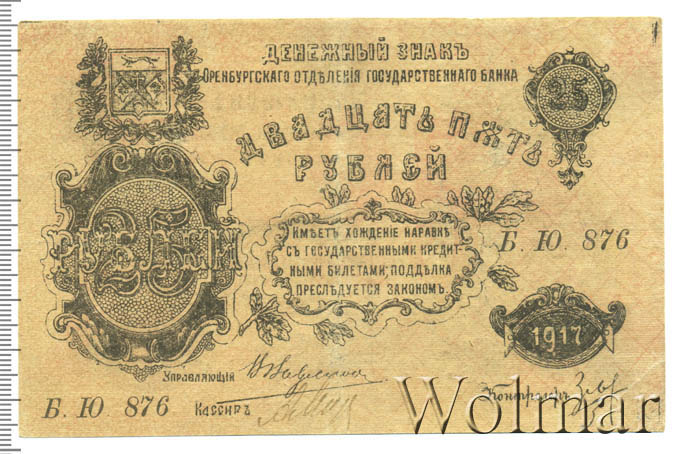 ДЕНЕЖНЫЙ ЗНАКЪ
ОРЕНБУРГСКАГО ОТДѢЛЕНІЯ ГОСУДАРСТВЕННАГО БАНКА
25
ДВАДЦАТЬ ПЯТЬ
РУБЛЕЙ
25
РУБЛЕЙ
ИМѢЕТЪ ХОЖДЕНІЕ НАРАВНѢ
СЪ ГОСУДАРСТВЕННЫМИ КРЕДИТ-
НЫМИ БИЛЕТАМИ; ПОДДѢЛКА
ПРЕСЛѢДУЕТСЯ ЗАКОНОМЪ.
Б. Ю. 876
1917
УПРАВЛЯЮЩІЙ
Б. Ю. 876
КАССИРЪ
Контролеръ
Wolmar